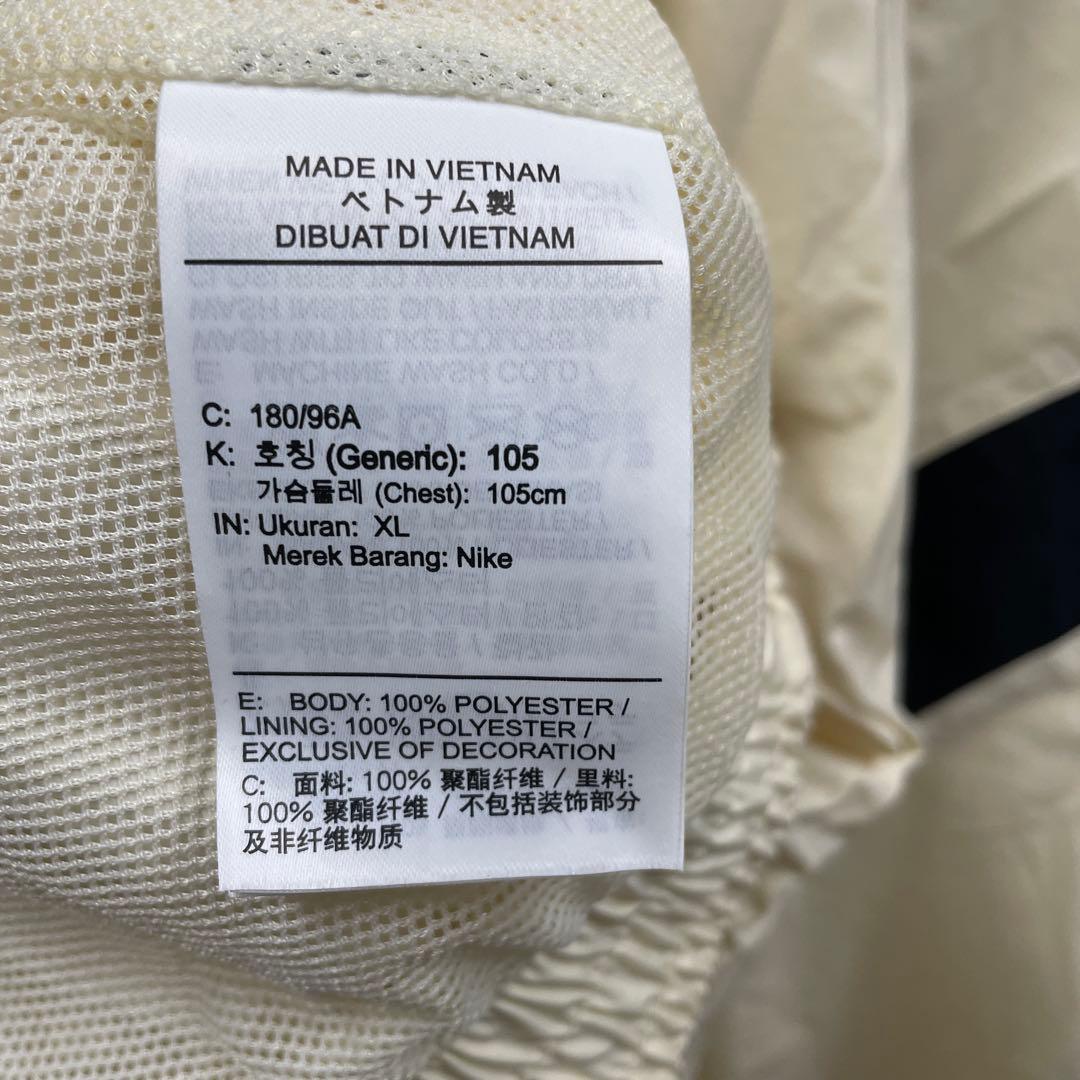 MADE IN VIETNAM
ベトナム製
DIBUAT DI VIETNAM
C: 180/96A
K: 호칭 (Generic): 105
가슴둘레 (Chest): 105cm
IN: Ukuran: XL
Merek Barang: Nike
E: BODY: 100% POLYESTER /
LINING: 100% POLYESTER /
EXCLUSIVE OF DECORATION
C: 面料: 100% 聚酯纤维 / 里料:
100% 聚酯纤维 / 不包括装饰部分
及非纤维物质